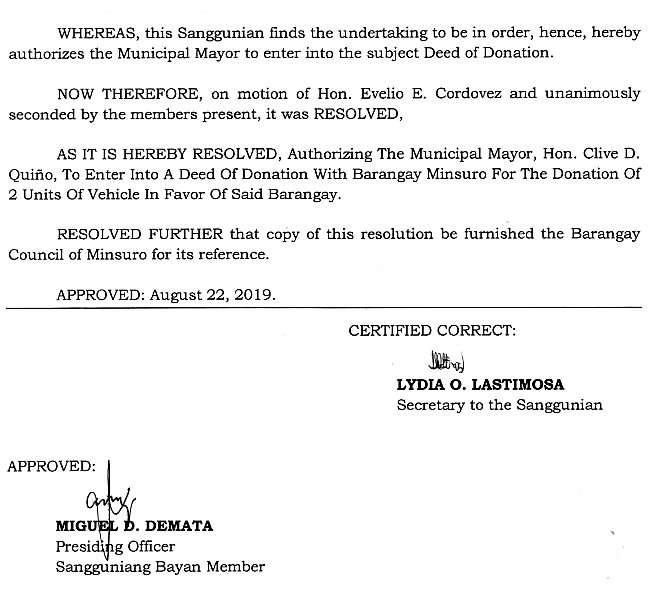 WHEREAS, this Sanggunian finds the undertaking to be in order, hence, hereby
authorizes the Municipal Mayor to enter into the subject Deed of Donation.
NOW THEREFORE, on motion of Hon. Evelio E. Cordovez and unanimously
seconded by the members present, it was RESOLVED,
AS IT IS HEREBY RESOLVED, Authorizing The Municipal Mayor, Hon. Clive D.
Quiño, To Enter Into A Deed Of Donation With Barangay Minsuro For The Donation Of
2 Units Of Vehicle In Favor Of Said Barangay.
RESOLVED FURTHER that copy of this resolution be furnished the Barangay
Council of Minsuro for its reference.
APPROVED: August 22, 2019.
CERTIFIED CORRECT:
LYDIA O. LASTIMOSA
Secretary to the Sanggunian
APPROVED:
MIGUEL D. DEMATA
Presiding Officer
Sangguniang Bayan Member